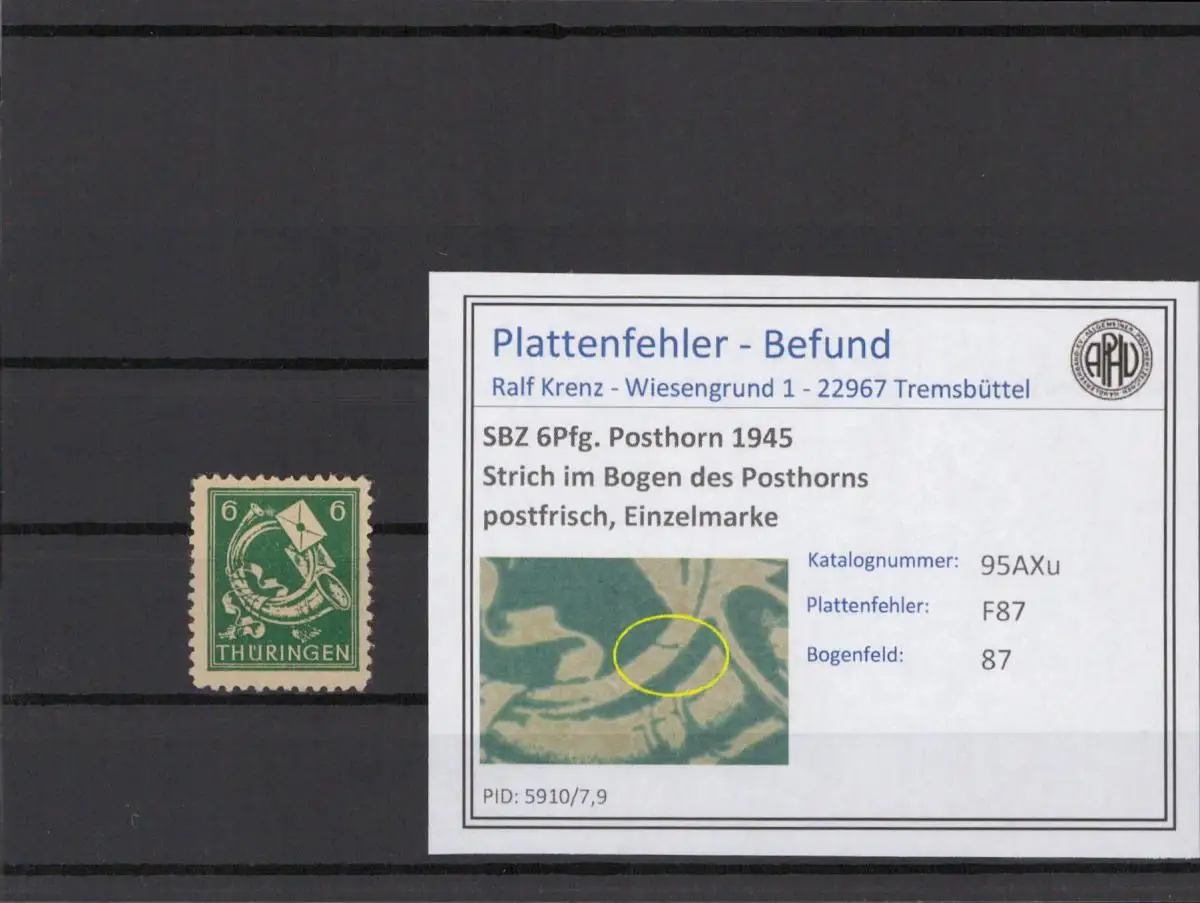 6 6
THÜRINGEN
Plattenfehler - Befund
Ralf Krenz - Wiesengrund 1 - 22967 Tremsbüttel
APHV
SBZ 6Pfg. Posthorn 1945
Strich im Bogen des Posthorns
postfrisch, Einzelmarke
Katalognummer: 95AXu
Plattenfehler: F87
Bogenfeld: 87
PID: 5910/7,9